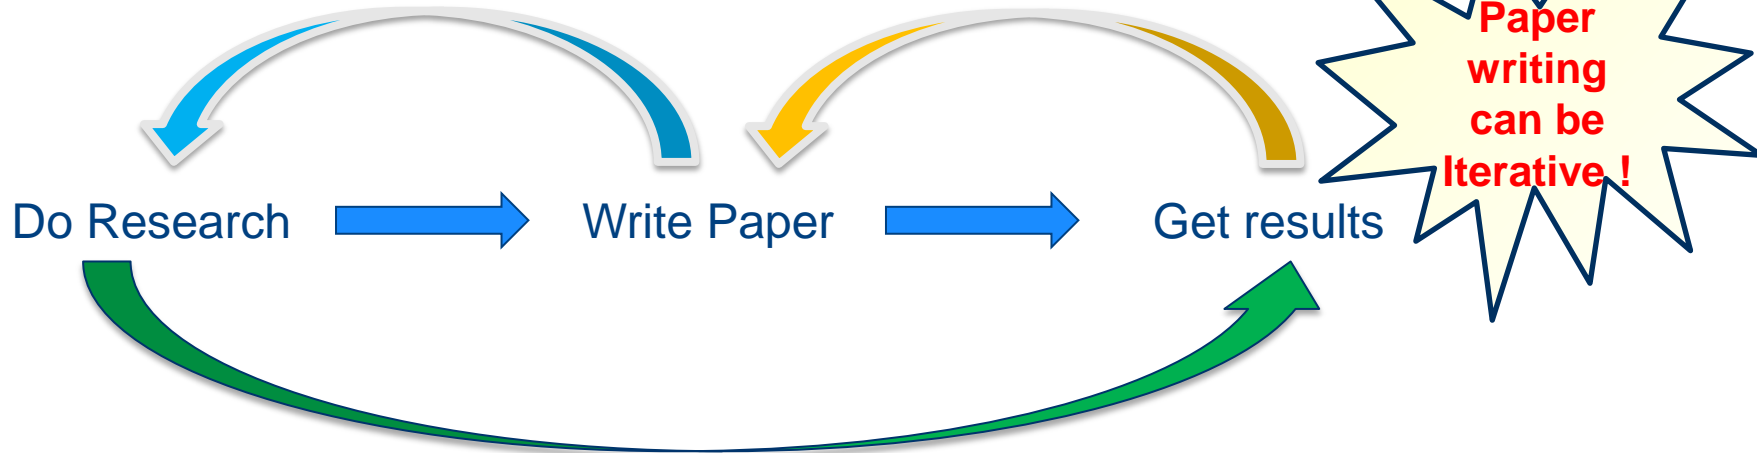 Paper
writing
can be
Iterative !
Do Research
Write Paper
Get results